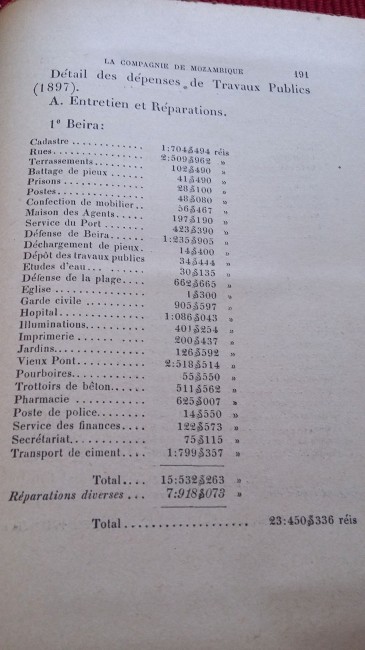 LA COMPAGNIE DE MOZAMBIQUE 191
Détail des dépenses de Travaux Publics
(1897).
A. Entretien et Réparations.
1° Beira:
Cadastre ............. 1:704$494 réis
Rues................. 2:509$962 »
Terrassements......... 102$490 »
Battage de pieux ...... 41$490 »
Prisons .............. 28$100 »
Postes................ 48$080 »
Confection de mobilier... 56$467 »
Maison des Agents..... 197$190 »
Service du Port ....... 423$390 »
Défense de Beira....... 1:235$905 »
Déchargement de pieux. 14$400 »
Dépôt des travaux publics 34$444 »
Etudes d'eau... ...... 30$135 »
Défense de la plage.... 662$665 »
Eglise ................ 1$300 »
Garde civile .......... 905$597 »
Hopital............... 1:086$043 »
Illuminations.......... 401$254 »
Imprimerie ........... 200$437 »
Jardins................ 126$592 »
Vieux Pont............ 2:518$514 »
Pourboires............ 55$550 »
Trottoirs de béton...... 511$562 »
Pharmacie ............ 625$007 »
Poste de police........ 14$550 »
Service des finances.... 122$573 »
Secrétariat............. 75$115 »
Transport de ciment.... 1:799$357 »
Total.... 15:532$263 »
Réparations diverses ... 7:918$073 »
Total ................... 23:450$336 réis